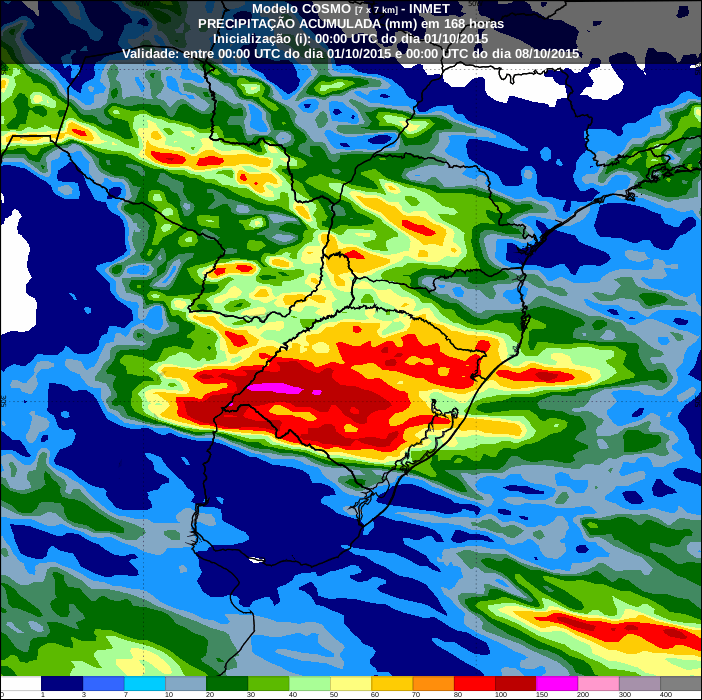 Modelo COSMO [7 x 7 km] - INMET
PRECIPITAÇÃO ACUMULADA (mm) em 168 horas
Inicialização (i): 00:00 UTC do dia 01/10/2015
Validade: entre 00:00 UTC do dia 01/10/2015 e 00:00 UTC do dia 08/10/2015
0 1 3 10 20 30 40 50 60 70 80 100 150 200 300 400